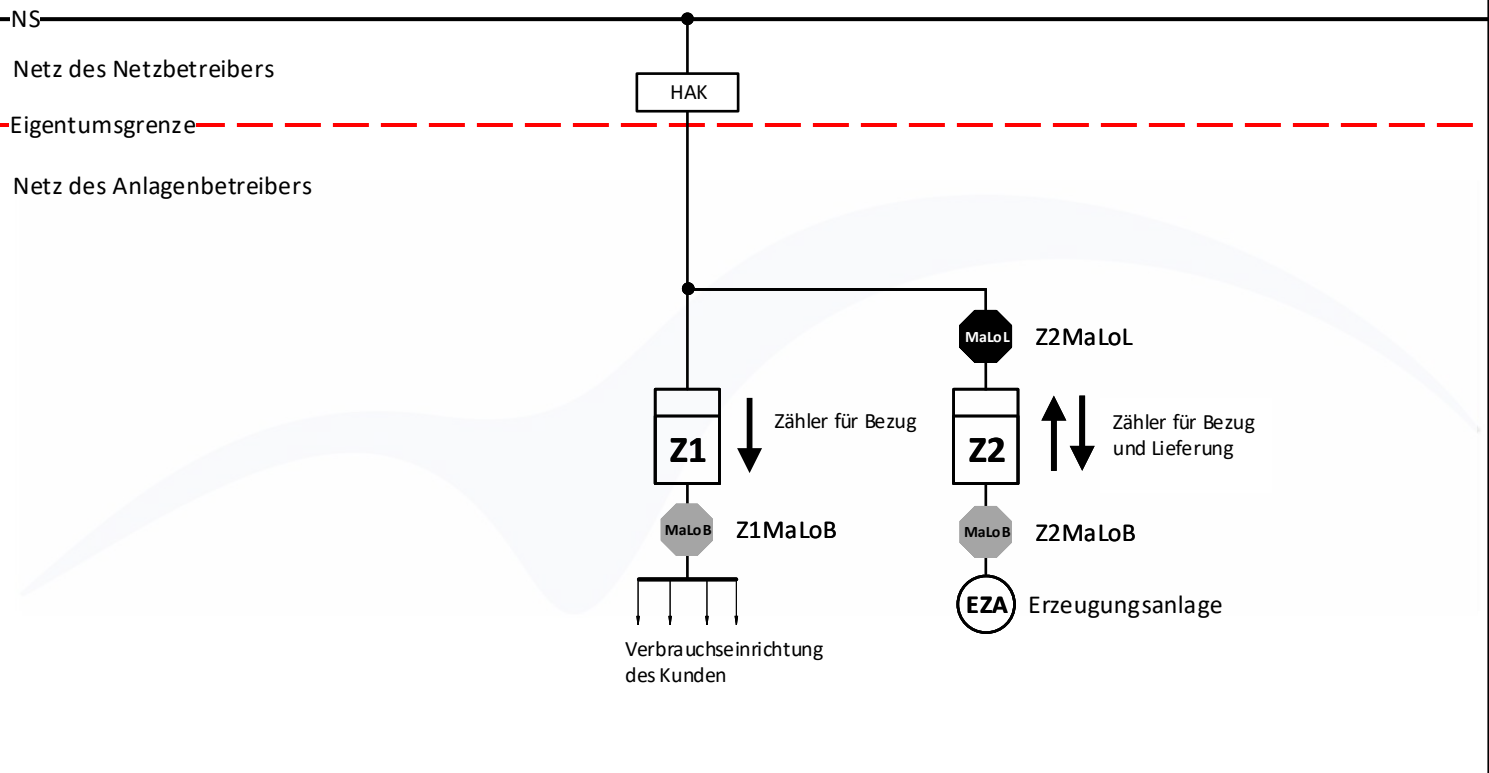 NS
Netz des Netzbetreibers
HAK
Eigentumsgrenze
Netz des Anlagenbetreibers
MaLoL
Z2MaLoL
Z1
Zähler für Bezug
Z2
Zähler für Bezug
und Lieferung
MaLoB
Z1MaLoB
MaLoB
Z2MaLoB
EZA
Erzeugungsanlage
Verbrauchseinrichtung
des Kunden